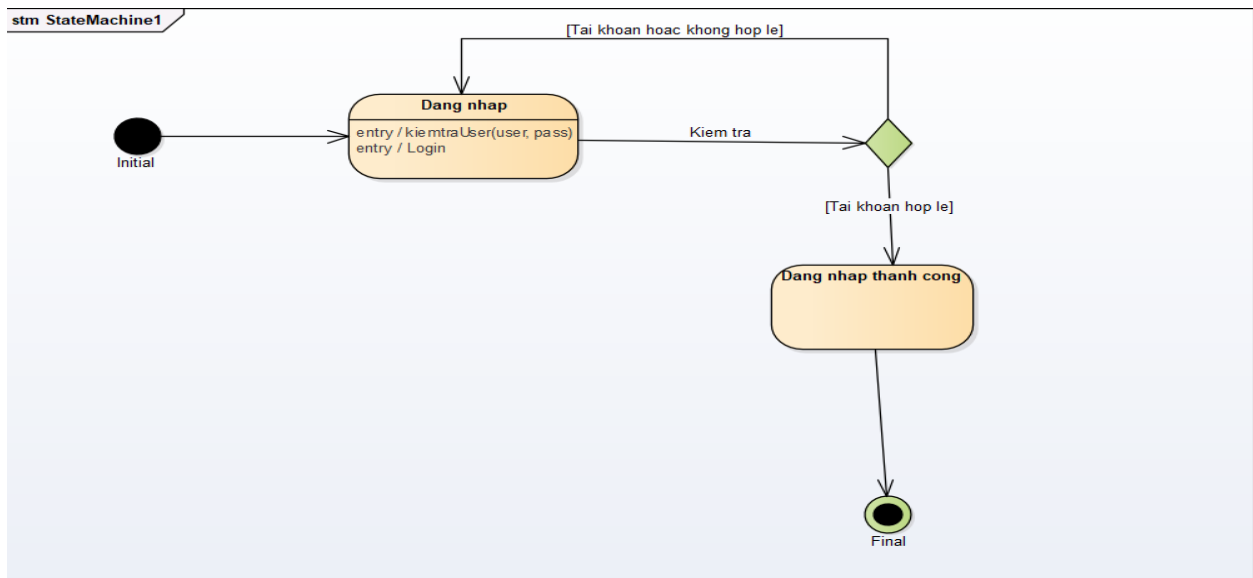 stm StateMachine1
[Tai khoan hoac khong hop le]
Dang nhap
entry / kiemtraUser(user, pass)
entry / Login
Kiem tra
Initial
[Tai khoan hop le]
Dang nhap thanh cong
Final